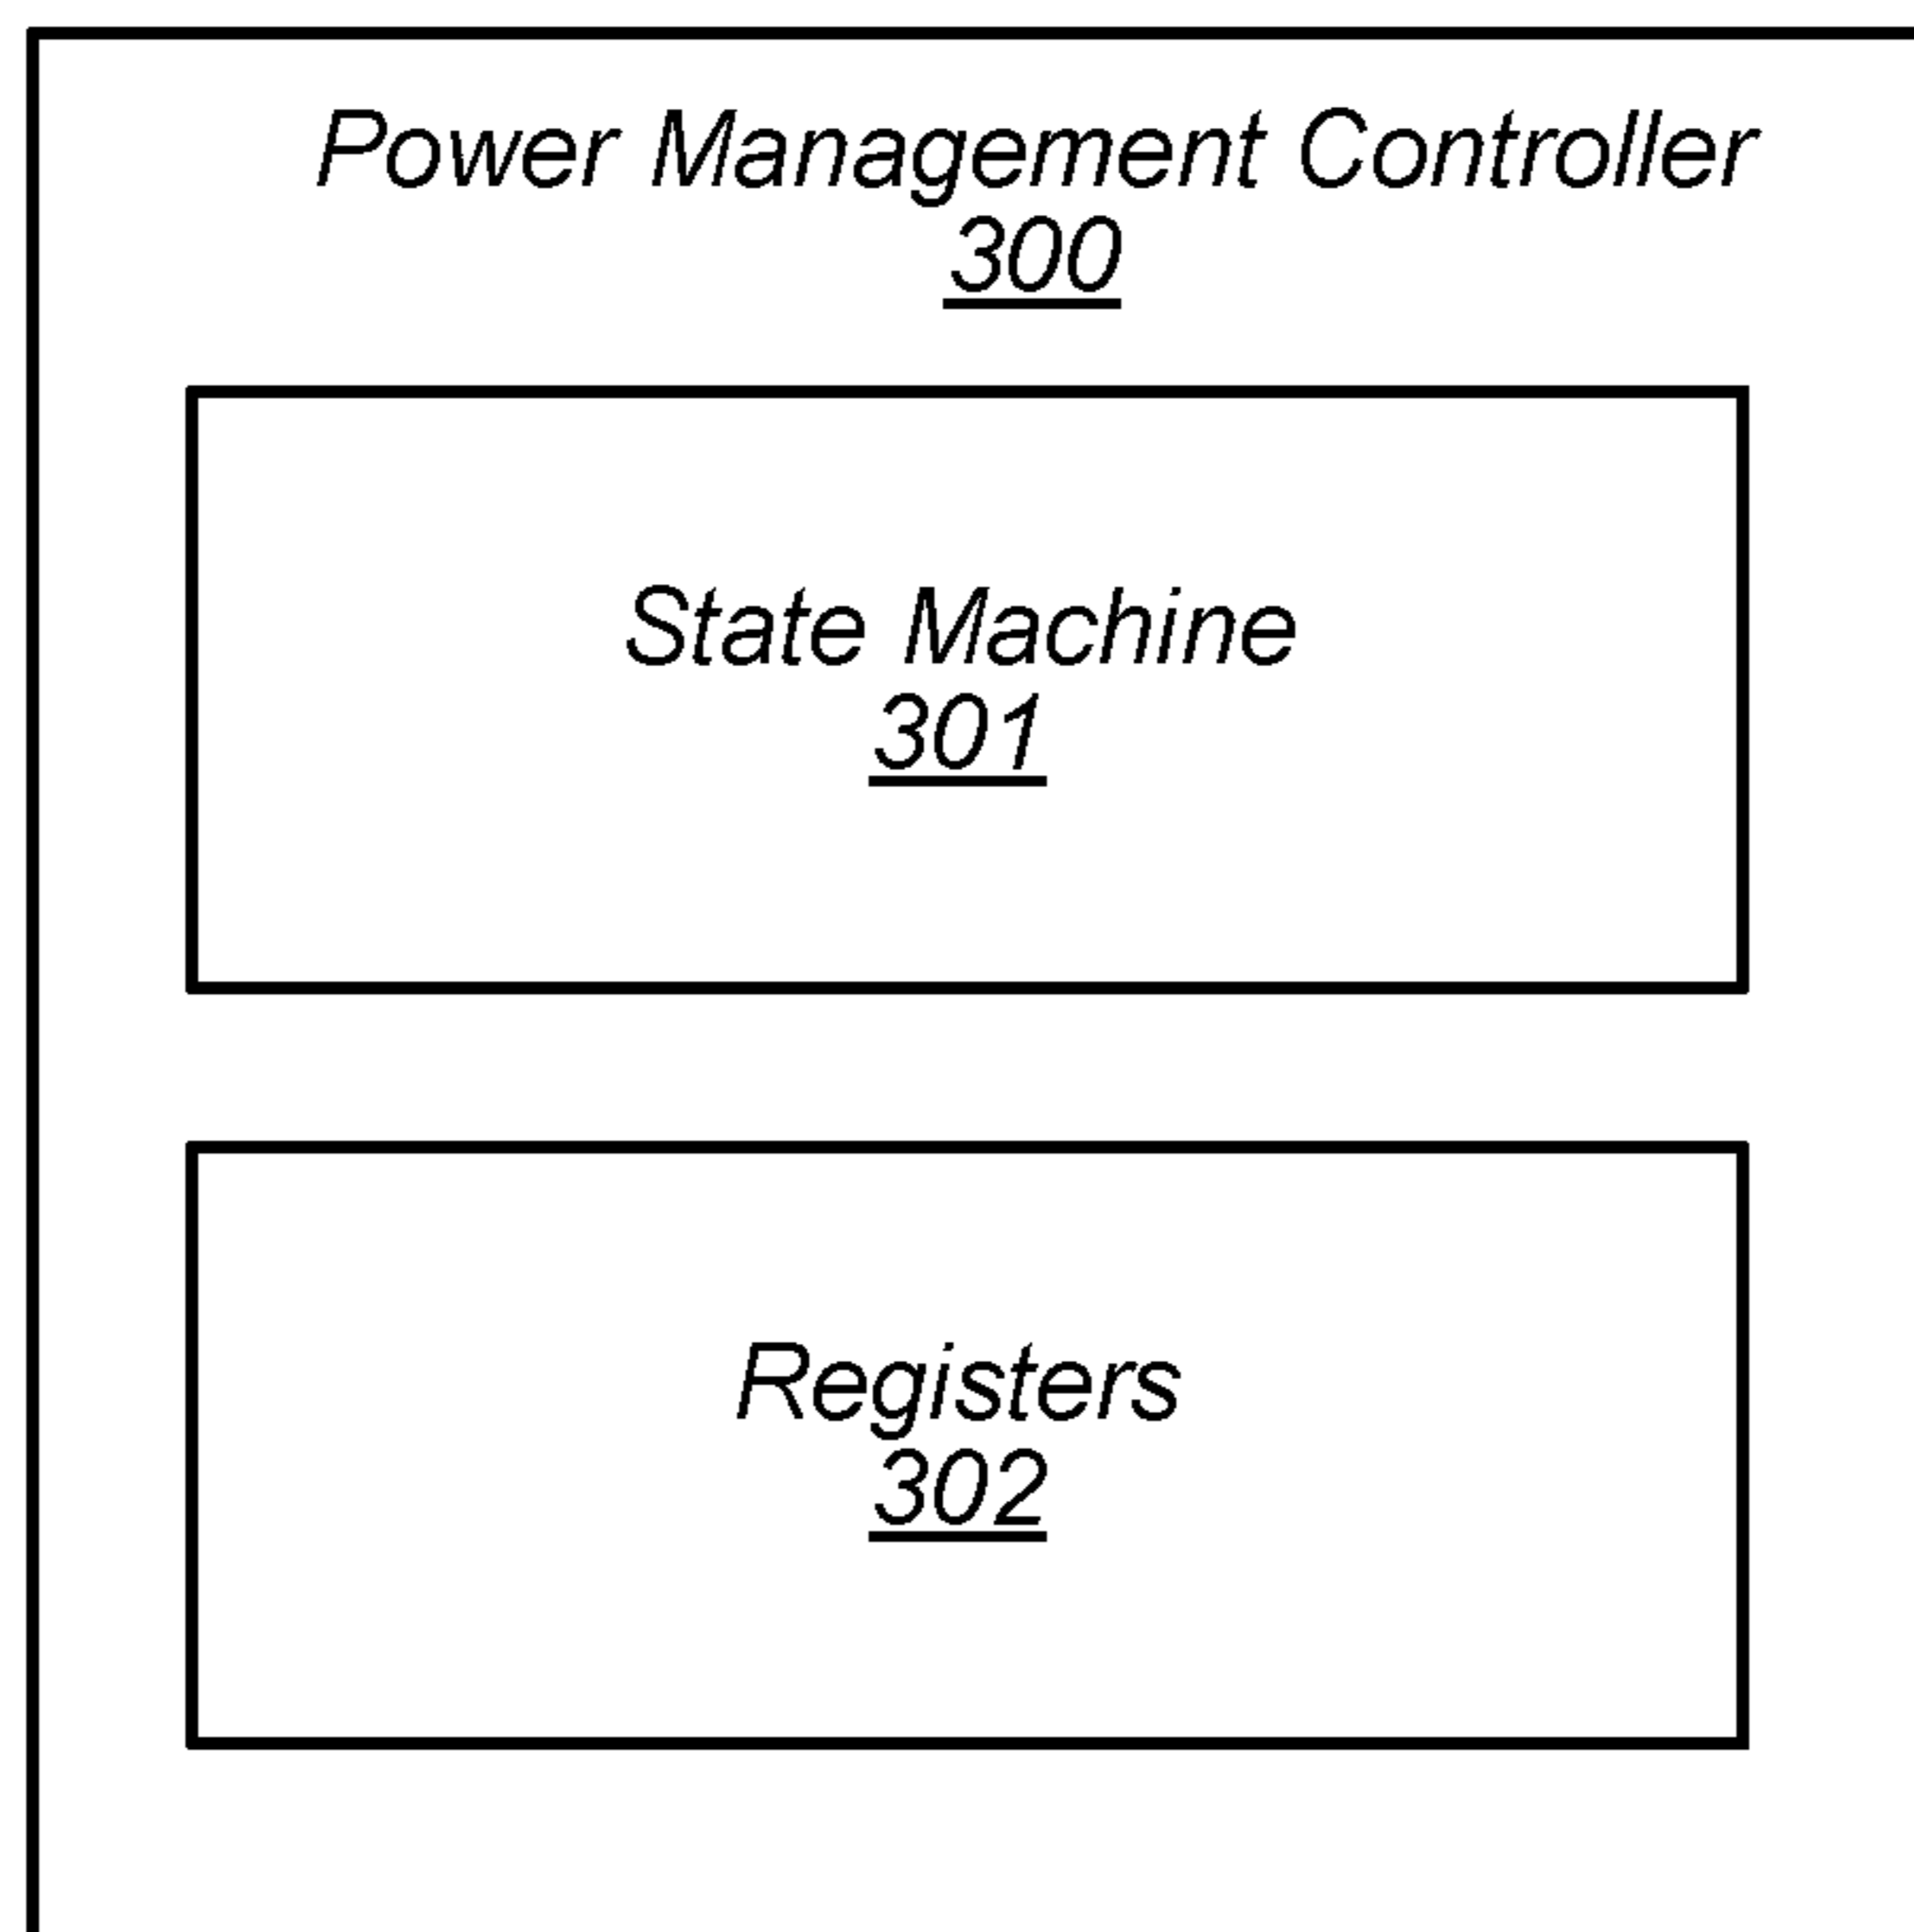 Power Management Controller
300
State Machine
301
Registers
302